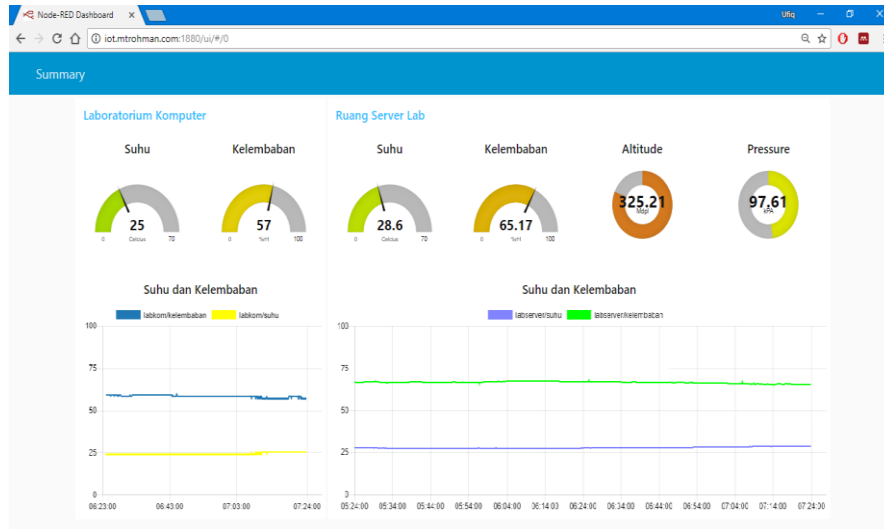 Node-RED Dashboard
Ufiq
iot.mtrohman.com:1880/ui/#/0
Summary
Laboratorium Komputer
Suhu
Kelembaban
25
Celcius
0
70
57
%rH
0
100
Suhu dan Kelembaban
labkom/kelembaban
labkom/suhu
100
75
50
25
0
06:23:00
06:43:00
07:03:00
07:24:00
Ruang Server Lab
Suhu
Kelembaban
Altitude
Pressure
28.6
Celcius
0
70
65.17
%rH
0
100
325.21
Mdpl
97.61
kPA
Suhu dan Kelembaban
labserver/suhu
labserver/kelembaban
100
75
50
25
0
05:24:00
05:34:00
05:44:00
05:54:00
06:04:00
06:14:00
06:24:00
06:34:00
06:44:00
06:54:00
07:04:00
07:14:00
07:24:00